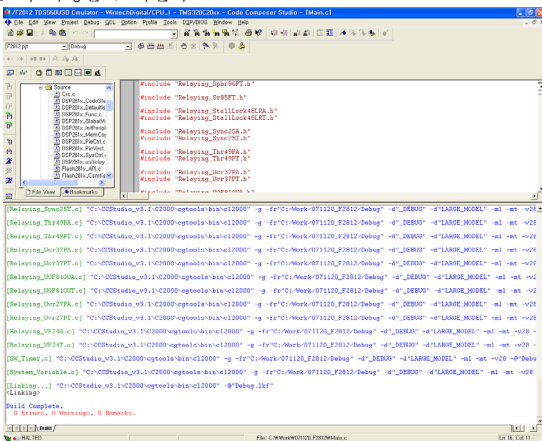 /F2812 TDS560USB Emulator - WintechDigital/CPU_1 - TMS320C28xx - Code Composer Studio - [Main.c]
File Edit View Project Debug GEL Option Profile Tools DSP/BIOS Window Help
F2812.pjt Debug
Source
Crc.c
DSP281x_CodeSta
DSP281x_Defaultis
DSP281x_Func.c
DSP281x_GlobalVa
DSP281x_InitPeripl
DSP281x_MemCop
DSP281x_PieCtrl.c
DSP281x_PieVect.
DSP281x_SysCtrl.c
DSP281x_usDelay
Flash281x_API.c
Flash281x_CsmKe
File View Bookmarks
#include "Relaying_Spbr96PT.h"
#include "Relaying_Sr85PT.h"
#include "Relaying_StallLock48LRA.h"
#include "Relaying_StallLock48LRT.h"
#include "Relaying_Sync25A.h"
#include "Relaying_Sync25T.h"
#include "Relaying_Thr49PA.h"
#include "Relaying_Thr49PT.h"
#include "Relaying_Ucr37PA.h"
#include "Relaying_Ucr37PT.h"
[Relaying_Sync25T.c] "C:\CCStudio_v3.1\C2000\cgtools\bin\cl2000" -g -fr"C:/Work/071120_F2812/Debug" -d"_DEBUG" -d"LARGE_MODEL" -ml -mt -v28
[Relaying_Thr49PA.c] "C:\CCStudio_v3.1\C2000\cgtools\bin\cl2000" -g -fr"C:/Work/071120_F2812/Debug" -d"_DEBUG" -d"LARGE_MODEL" -ml -mt -v28
[Relaying_Thr49PT.c] "C:\CCStudio_v3.1\C2000\cgtools\bin\cl2000" -g -fr"C:/Work/071120_F2812/Debug" -d"_DEBUG" -d"LARGE_MODEL" -ml -mt -v28
[Relaying_Ucr37PA.c] "C:\CCStudio_v3.1\C2000\cgtools\bin\cl2000" -g -fr"C:/Work/071120_F2812/Debug" -d"_DEBUG" -d"LARGE_MODEL" -ml -mt -v28
[Relaying_Ucr37PT.c] "C:\CCStudio_v3.1\C2000\cgtools\bin\cl2000" -g -fr"C:/Work/071120_F2812/Debug" -d"_DEBUG" -d"LARGE_MODEL" -ml -mt -v28
[Relaying_UOF81OUA.c] "C:\CCStudio_v3.1\C2000\cgtools\bin\cl2000" -g -fr"C:/Work/071120_F2812/Debug" -d"_DEBUG" -d"LARGE_MODEL" -ml -mt -v2
[Relaying_UOF81OUT.c] "C:\CCStudio_v3.1\C2000\cgtools\bin\cl2000" -g -fr"C:/Work/071120_F2812/Debug" -d"_DEBUG" -d"LARGE_MODEL" -ml -mt -v2
[Relaying_Uvr27PA.c] "C:\CCStudio_v3.1\C2000\cgtools\bin\cl2000" -g -fr"C:/Work/071120_F2812/Debug" -d"_DEBUG" -d"LARGE_MODEL" -ml -mt -v28
[Relaying_Uvr27PT.c] "C:\CCStudio_v3.1\C2000\cgtools\bin\cl2000" -g -fr"C:/Work/071120_F2812/Debug" -d"_DEBUG" -d"LARGE_MODEL" -ml -mt -v28
[Relaying_VF24A.c] "C:\CCStudio_v3.1\C2000\cgtools\bin\cl2000" -g -fr"C:/Work/071120_F2812/Debug" -d"_DEBUG" -d"LARGE_MODEL" -ml -mt -v28 -
[Relaying_VF24T.c] "C:\CCStudio_v3.1\C2000\cgtools\bin\cl2000" -g -fr"C:/Work/071120_F2812/Debug" -d"_DEBUG" -d"LARGE_MODEL" -ml -mt -v28 -
[SW_Timer.c] "C:\CCStudio_v3.1\C2000\cgtools\bin\cl2000" -g -fr"C:/Work/071120_F2812/Debug" -d"_DEBUG" -d"LARGE_MODEL" -ml -mt -v28 -@"Debu
[System_Variable.c] "C:\CCStudio_v3.1\C2000\cgtools\bin\cl2000" -g -fr"C:/Work/071120_F2812/Debug" -d"_DEBUG" -d"LARGE_MODEL" -ml -mt -v28
[Linking...] "C:\CCStudio_v3.1\C2000\cgtools\bin\cl2000" -@"Debug.lkf"
<Linking>
Build Complete,
0 Errors, 0 Warnings, 0 Remarks.
Build
HALTED File: C:\Work\071120_F2812\Main.c Ln 16, Col 11